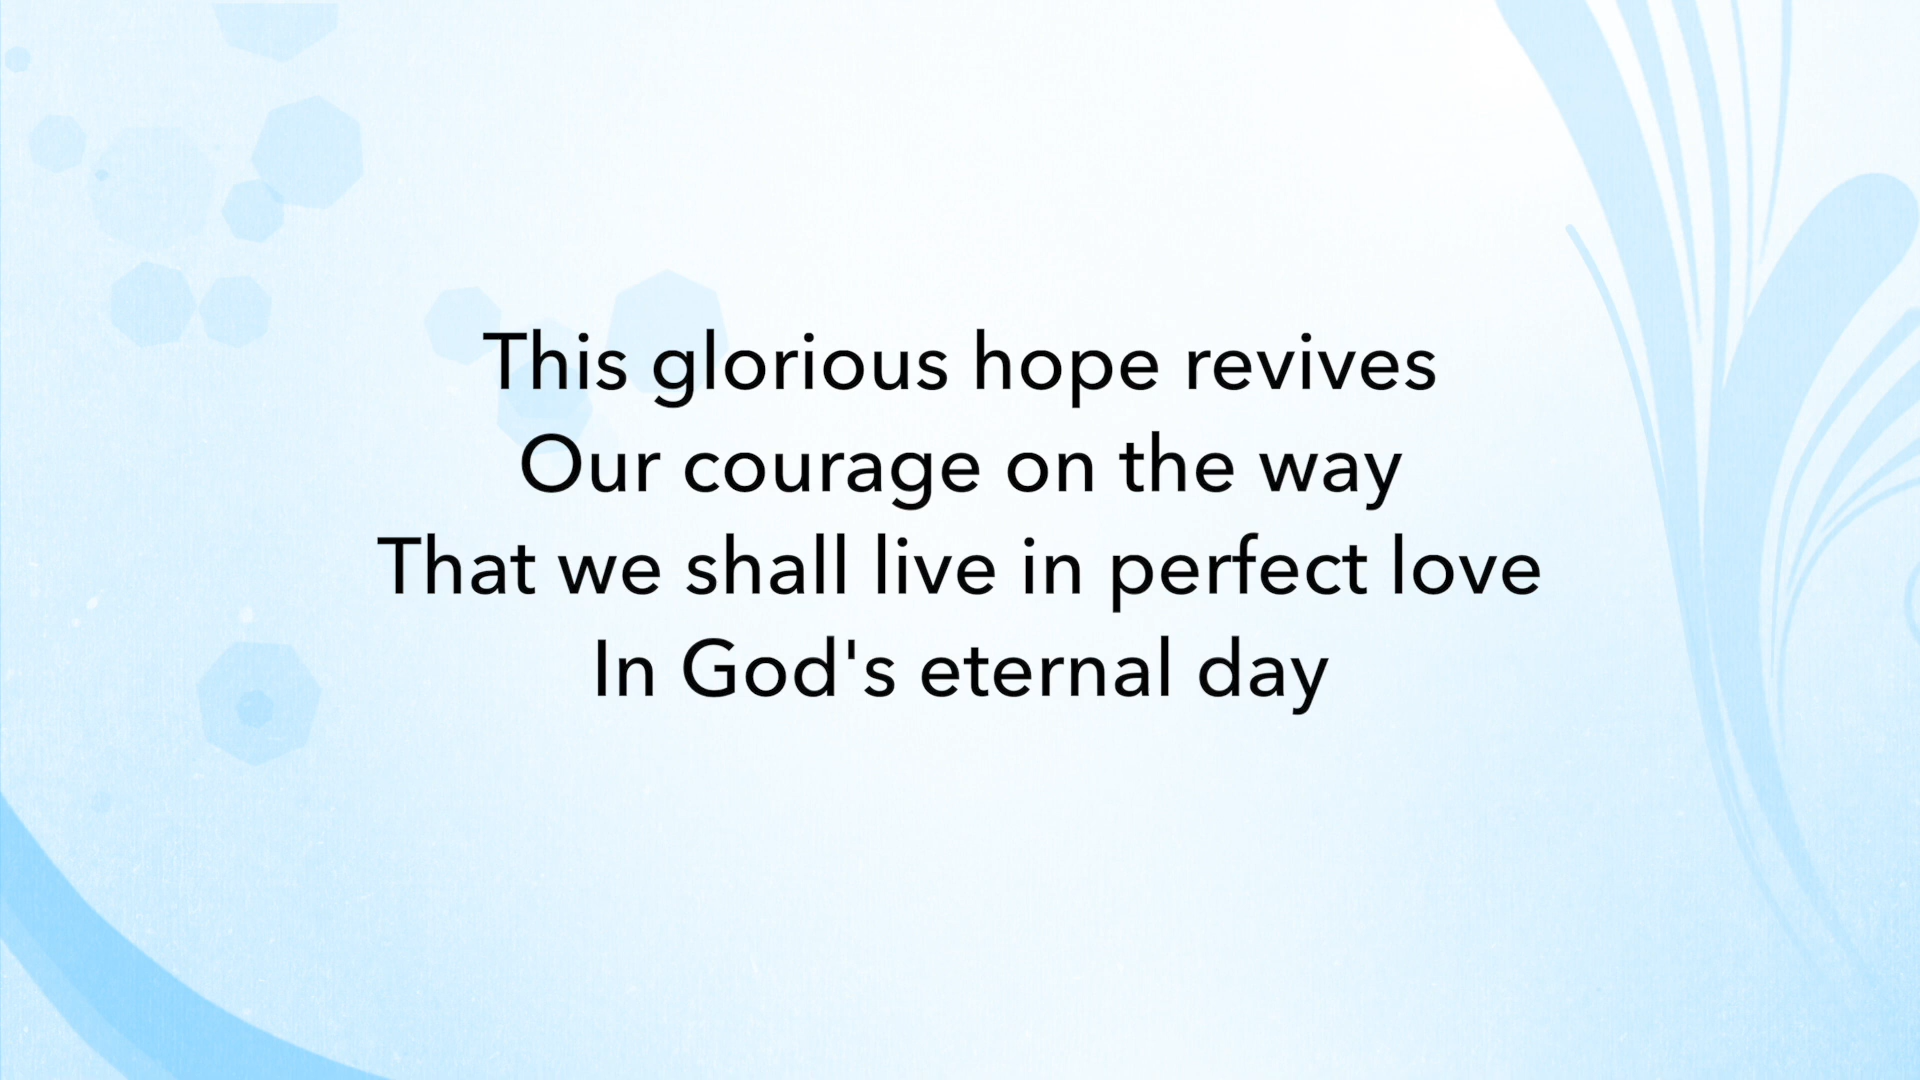 This glorious hope revives
Our courage on the way
That we shall live in perfect love
In God's eternal day